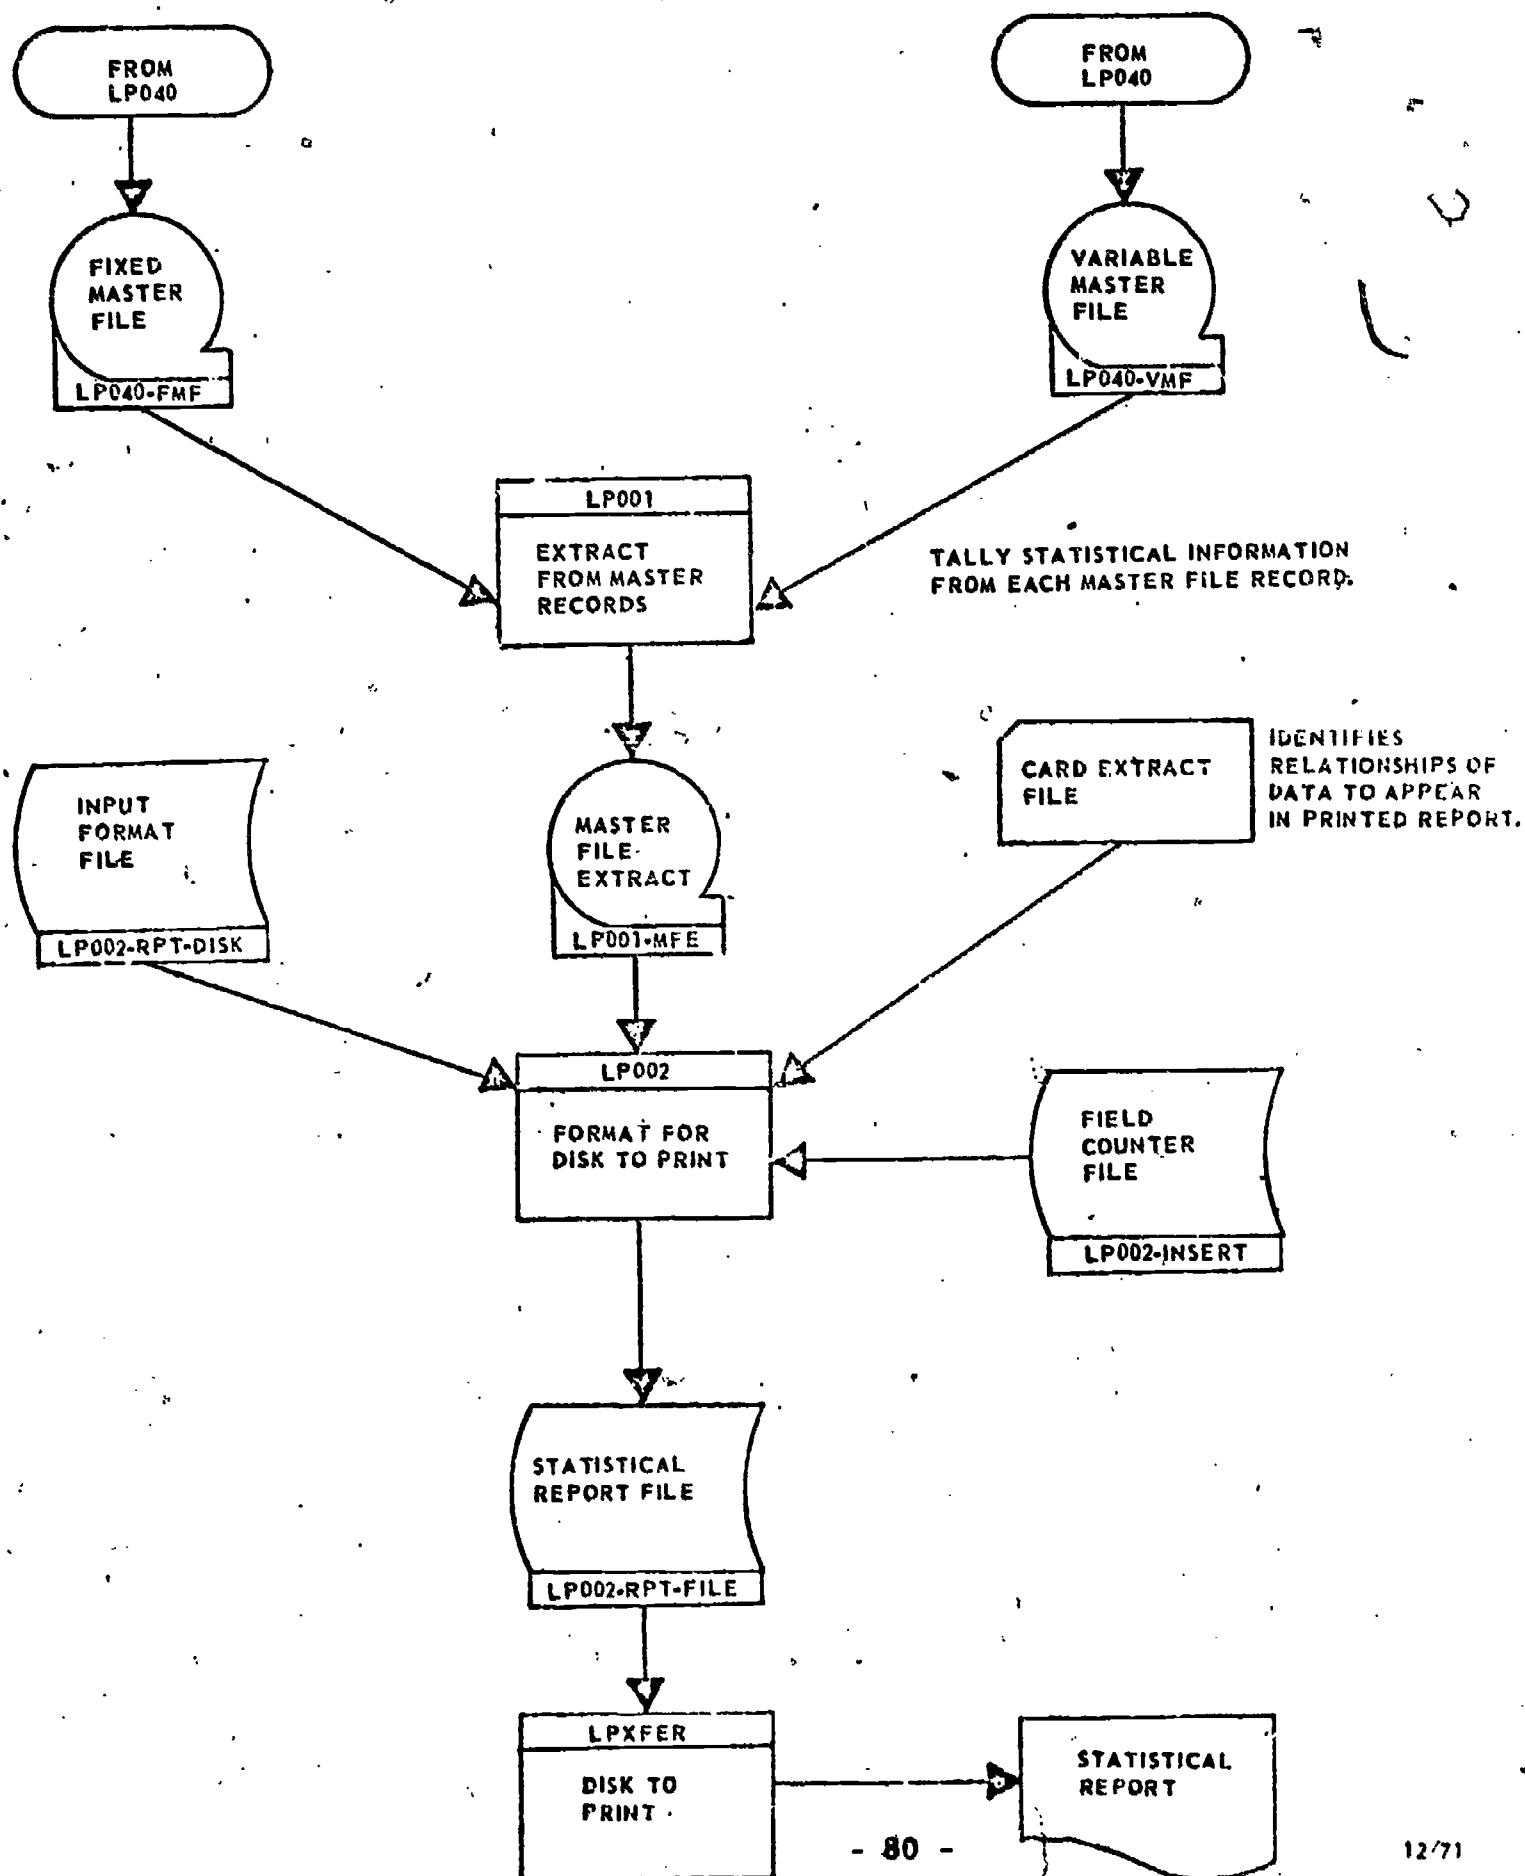 FROM
LP040
FROM
LP040
FIXED
MASTER
FILE
LP040-FMF
VARIABLE
MASTER
FILE
LP040-VMF
LP001
EXTRACT
FROM MASTER
RECORDS
TALLY STATISTICAL INFORMATION
FROM EACH MASTER FILE RECORD.
INPUT
FORMAT
FILE
LP002-RPT-DISK
MASTER
FILE
EXTRACT
LP001-MFE
CARD EXTRACT
FILE
IDENTIFIES
RELATIONSHIPS OF
DATA TO APPEAR
IN PRINTED REPORT.
LP002
FORMAT FOR
DISK TO PRINT
FIELD
COUNTER
FILE
LP002-INSERT
STATISTICAL
REPORT FILE
LP002-RPT-FILE
LPXFER
DISK TO
PRINT
STATISTICAL
REPORT
- 80 -
12/71